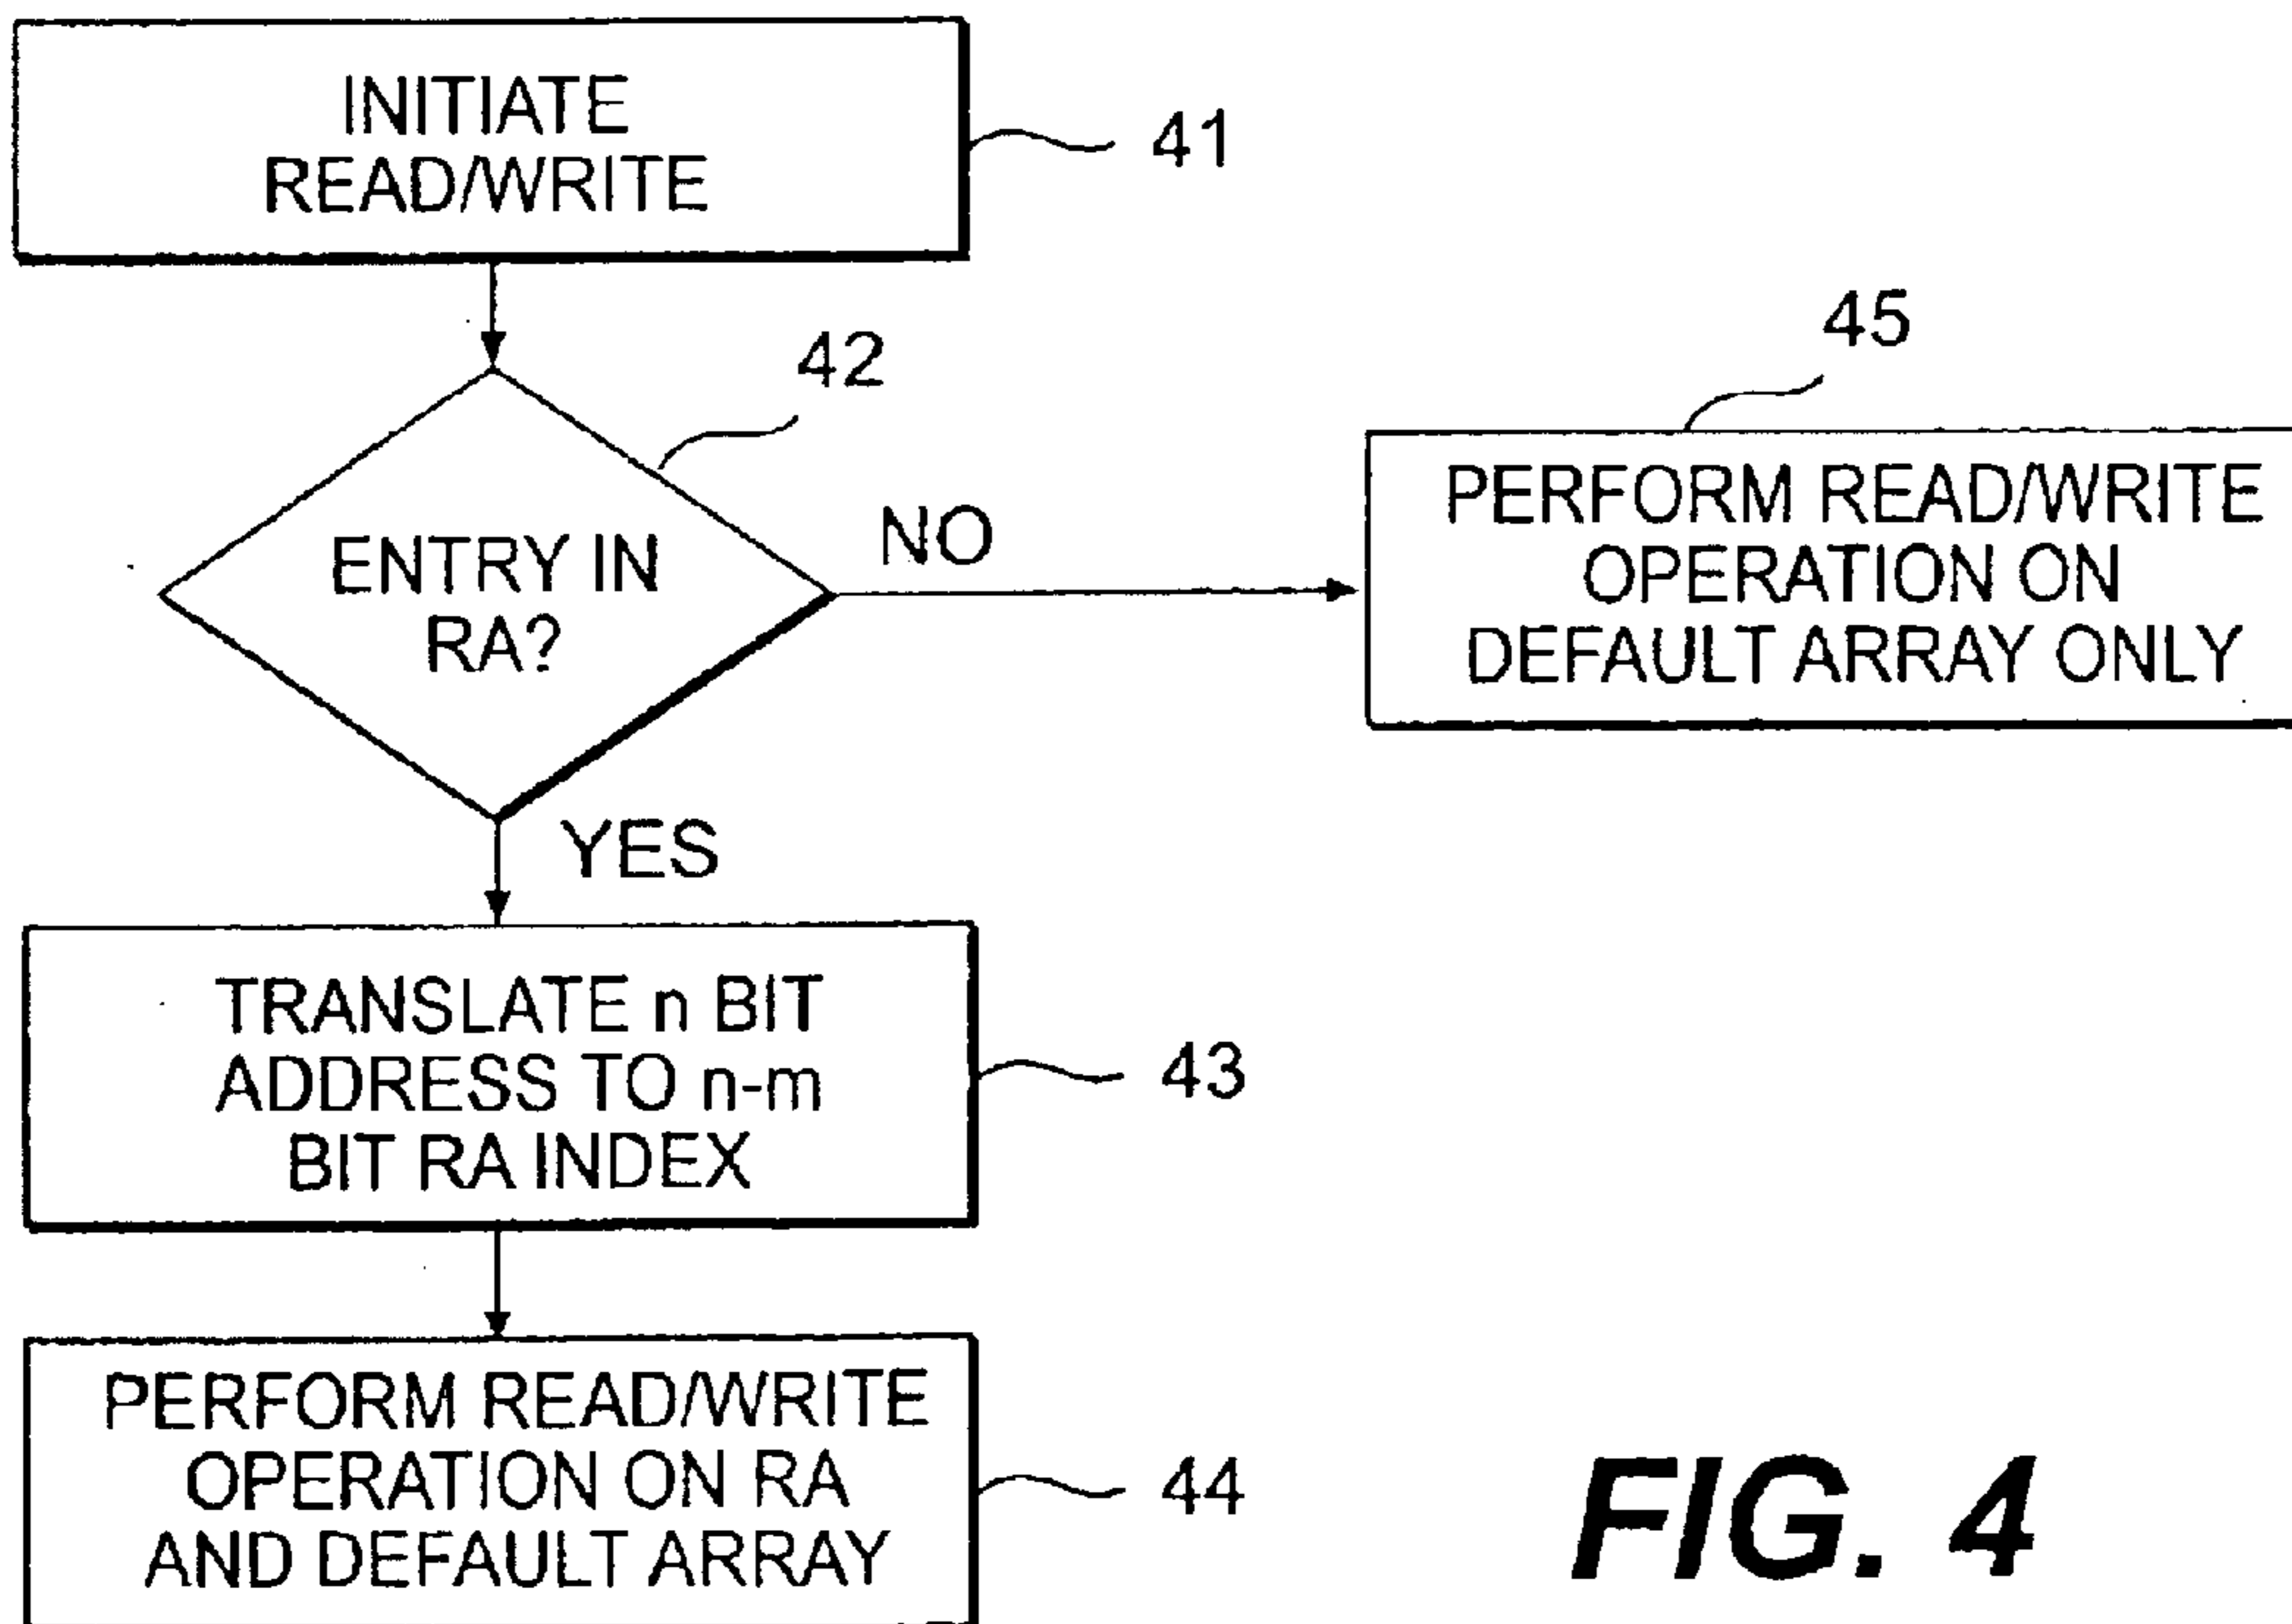 INITIATE
READ/WRITE
41
42
ENTRY IN
RA?
NO
45
PERFORM READ/WRITE
OPERATION ON
DEFAULT ARRAY ONLY
YES
TRANSLATE n BIT
ADDRESS TO n-m
BIT RA INDEX
43
PERFORM READ/WRITE
OPERATION ON RA
AND DEFAULT ARRAY
44
FIG. 4